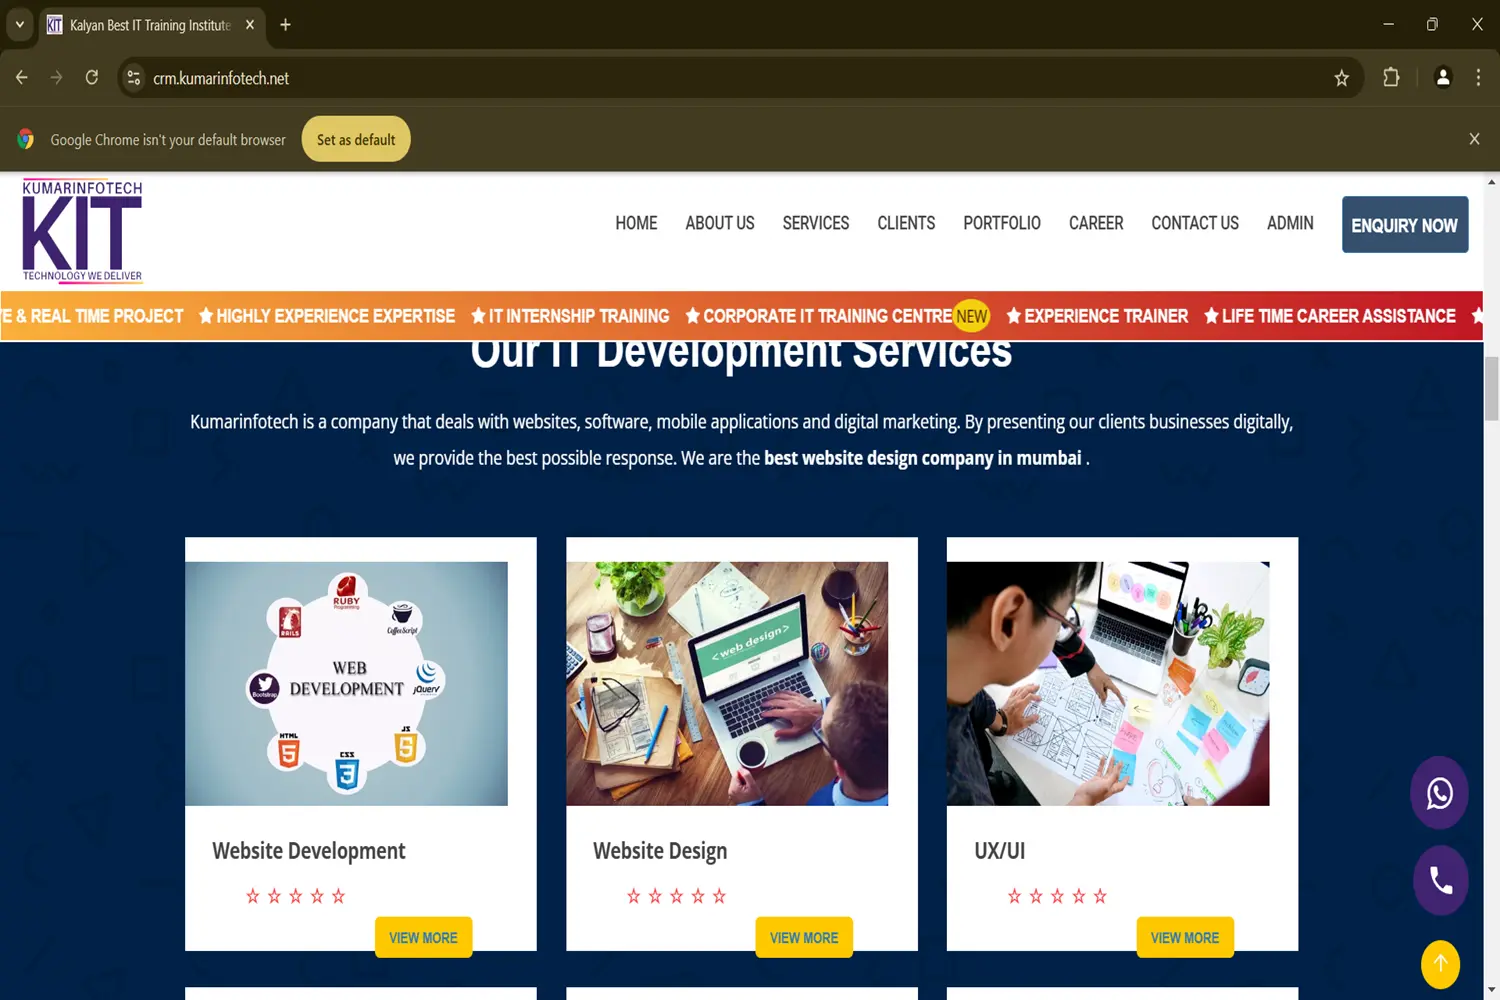 Kalyan Best IT Training Institute
crm.kumarinfotech.net
Google Chrome isn't your default browser
Set as default
KUMARINFOTECH
KIT
TECHNOLOGY WE DELIVER
HOME
ABOUT US
SERVICES
CLIENTS
PORTFOLIO
CAREER
CONTACT US
ADMIN
ENQUIRY NOW
& REAL TIME PROJECT
HIGHLY EXPERIENCE EXPERTISE
IT INTERNSHIP TRAINING
CORPORATE IT TRAINING CENTRE NEW
EXPERIENCE TRAINER
LIFE TIME CAREER ASSISTANCE
Our IT Development Services
Kumarinfotech is a company that deals with websites, software, mobile applications and digital marketing. By presenting our clients businesses digitally,
we provide the best possible response. We are the best website design company in mumbai .
RUBY
Programming
RAILS
CoffeeScript
WEB
DEVELOPMENT
Bootstrap
jQuery
HTML
5
JS
5
CSS
3
<web design>
Website Development
VIEW MORE
Website Design
VIEW MORE
UX/UI
VIEW MORE